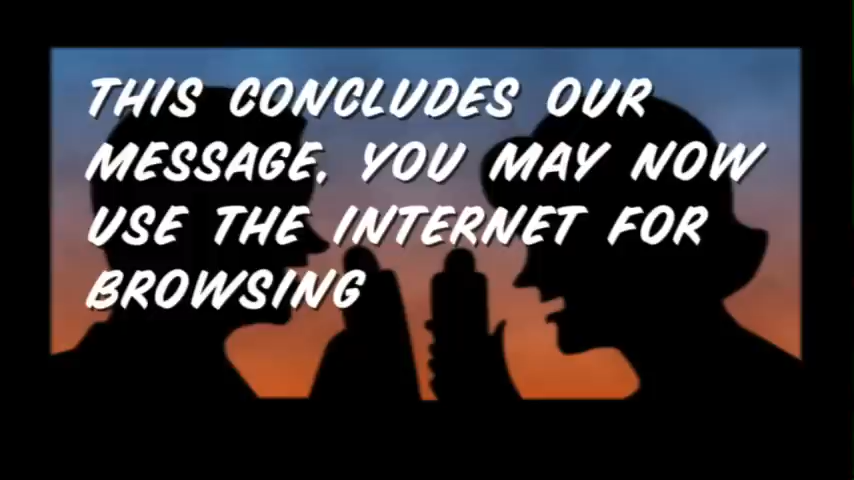 THIS CONCLUDES OUR
MESSAGE. YOU MAY NOW
USE THE INTERNET FOR
BROWSING